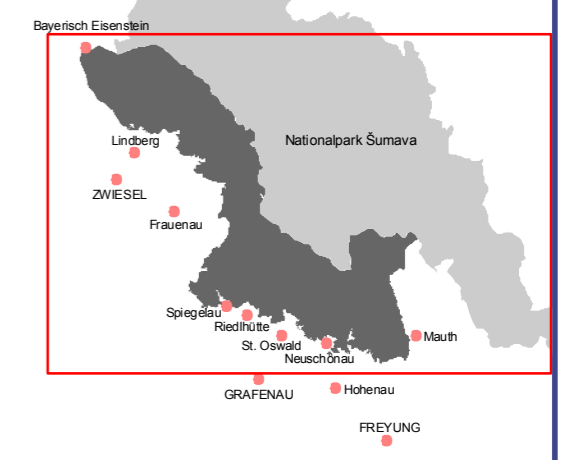 Bayerisch Eisenstein
Lindberg
Nationalpark Šumava
ZWIESEL
Frauenau
Spiegelau
Riedlhütte
St. Oswald
Mauth
Neuschönau
GRAFENAU
Hohenau
FREYUNG